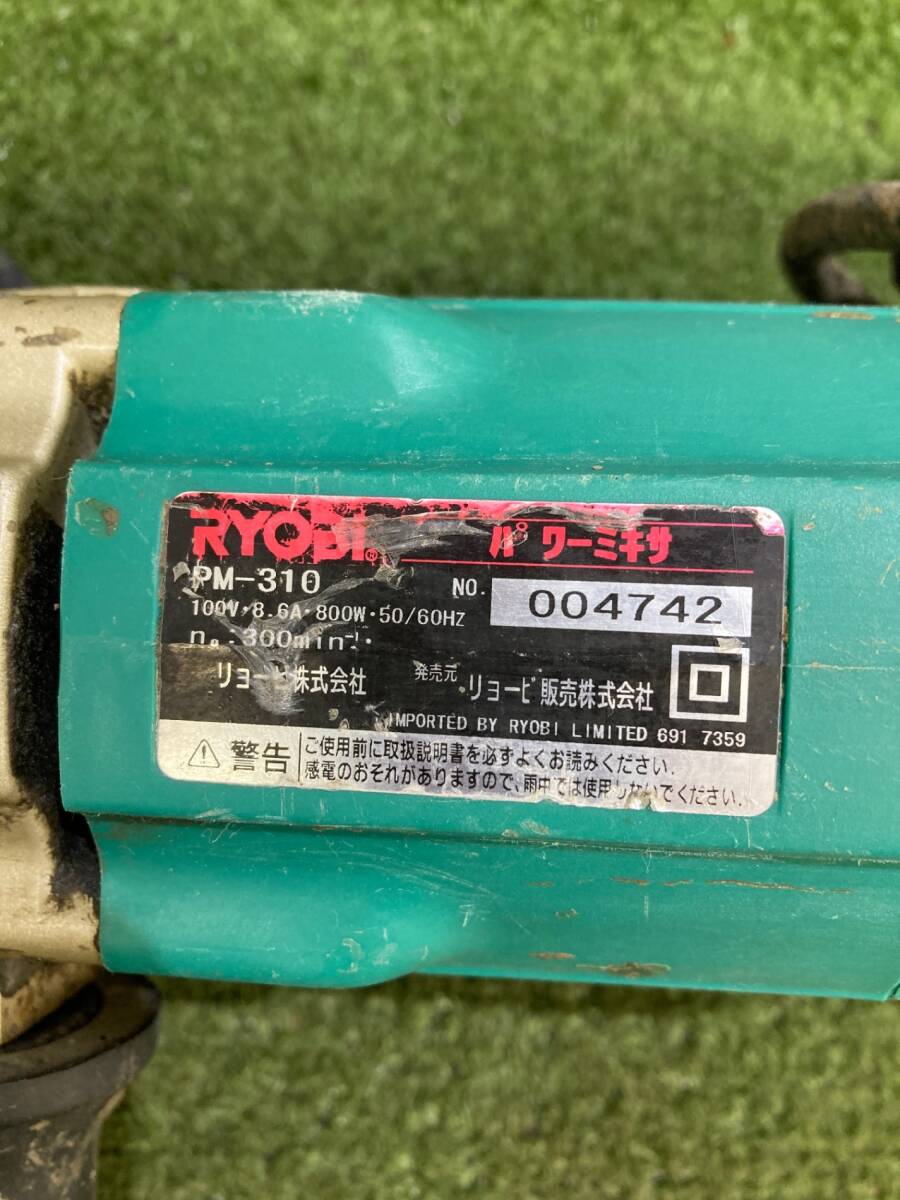 RYOBI® パワーミキサ
PM-310 NO. 004742
100V・8.6A・800W・50/60HZ
n₀:300min⁻¹・
リョービ株式会社 発売元 リョービ販売株式会社
IMPORTED BY RYOBI LIMITED 691 7359
警告 ご使用前に取扱説明書を必ずよくお読みください.
感電のおそれがありますので、雨中では使用しないでください.